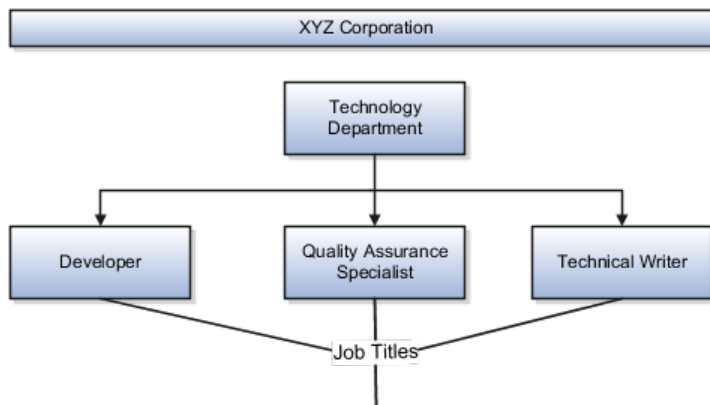 XYZ Corporation
Technology
Department
Developer
Quality Assurance
Specialist
Technical Writer
Job Titles